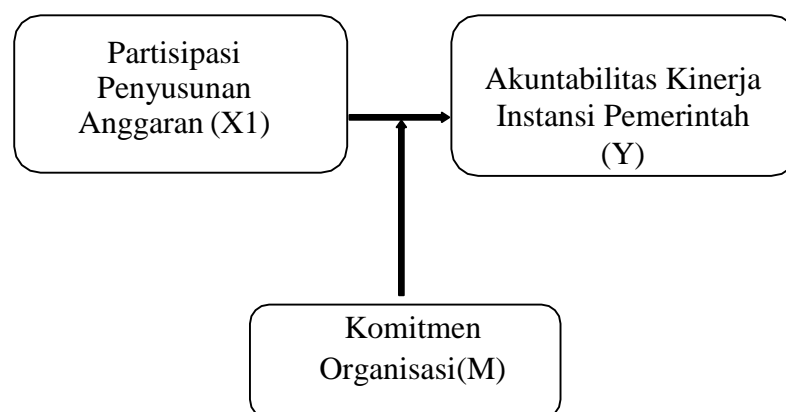 Partisipasi
Penyusunan
Anggaran (X1)
Akuntabilitas Kinerja
Instansi Pemerintah
(Y)
Komitmen
Organisasi(M)